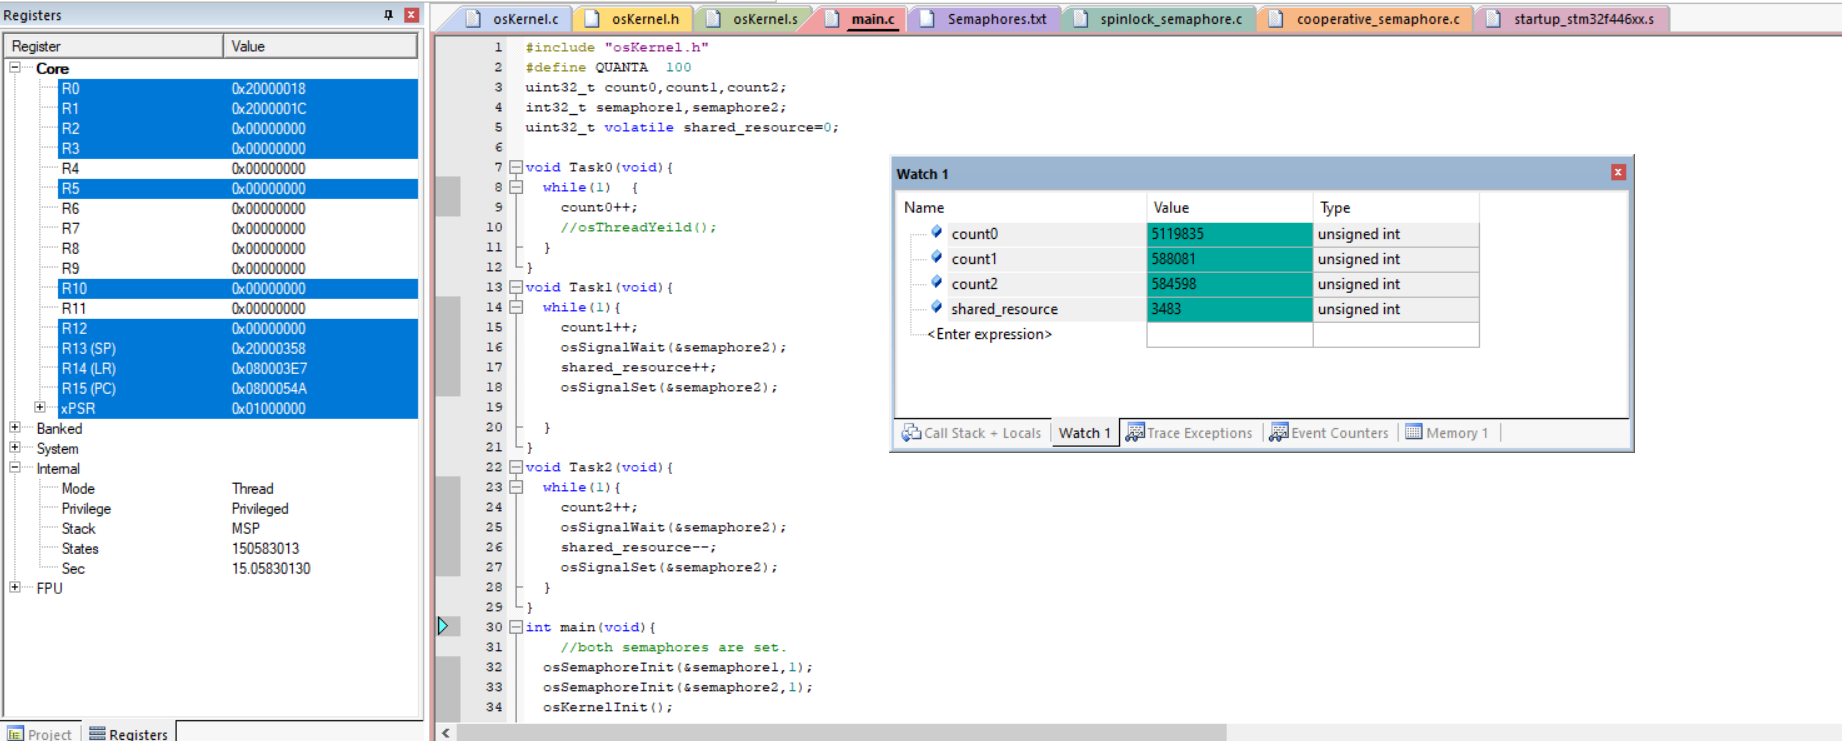 Registers
Register Value
Core
R0 0x20000018
R1 0x2000001C
R2 0x00000000
R3 0x00000000
R4 0x00000000
R5 0x00000000
R6 0x00000000
R7 0x00000000
R8 0x00000000
R9 0x00000000
R10 0x00000000
R11 0x00000000
R12 0x00000000
R13 (SP) 0x20000358
R14 (LR) 0x080003E7
R15 (PC) 0x0800054A
xPSR 0x01000000
Banked
System
Internal
Mode Thread
Privilege Privileged
Stack MSP
States 150583013
Sec 15.05830130
FPU
Project Registers
osKernel.c osKernel.h osKernel.s main.c Semaphores.txt spinlock_semaphore.c cooperative_semaphore.c startup_stm32f446xx.s
1 #include "osKernel.h"
2 #define QUANTA 100
3 uint32_t count0,count1,count2;
4 int32_t semaphore1,semaphore2;
5 uint32_t volatile shared_resource=0;
6
7 void Task0(void){
8 while(1) {
9 count0++;
10 //osThreadYeild();
11 }
12 }
13 void Task1(void){
14 while(1){
15 count1++;
16 osSignalWait(&semaphore2);
17 shared_resource++;
18 osSignalSet(&semaphore2);
19
20 }
21 }
22 void Task2(void){
23 while(1){
24 count2++;
25 osSignalWait(&semaphore2);
26 shared_resource--;
27 osSignalSet(&semaphore2);
28 }
29 }
30 int main(void){
31 //both semaphores are set.
32 osSemaphoreInit(&semaphore1,1);
33 osSemaphoreInit(&semaphore2,1);
34 osKernelInit();
Watch 1
Name Value Type
count0 5119835 unsigned int
count1 588081 unsigned int
count2 584598 unsigned int
shared_resource 3483 unsigned int
<Enter expression>
Call Stack + Locals Watch 1 Trace Exceptions Event Counters Memory 1